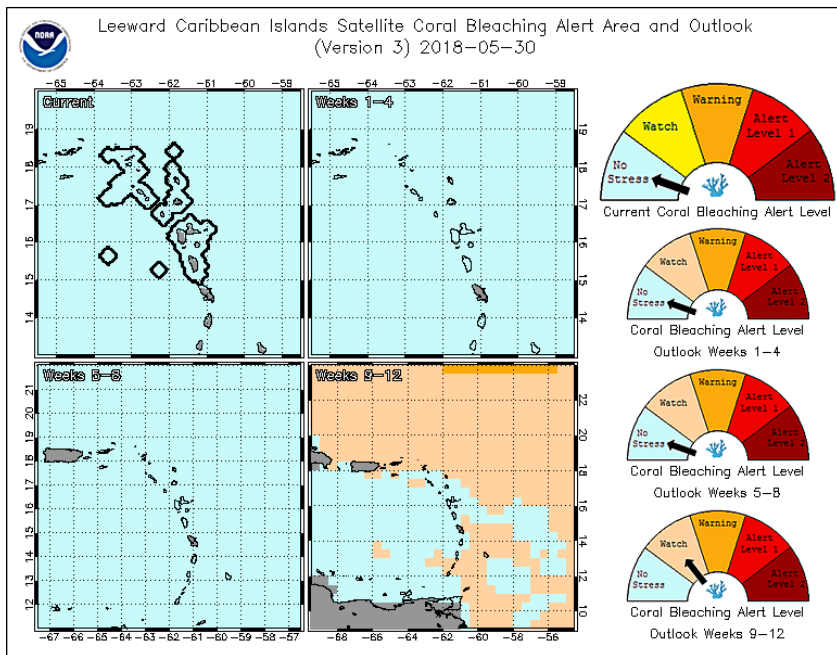 Leeward Caribbean Islands Satellite Coral Bleaching Alert Area and Outlook
(Version 3) 2018-05-30
NOAA
-65 -64 -63 -62 -61 -60 -59
-65 -64 -63 -62 -61 -60 -59
Current
Weeks 1-4
19
18
17
16
15
14
19
18
17
16
15
14
13
12
Weeks 5-8
Weeks 9-12
21
20
19
18
17
16
15
14
13
12
22
20
18
16
14
12
10
-67 -66 -65 -64 -63 -62 -61 -60 -59 -58 -57
-68 -66 -64 -62 -60 -58 -56
No
Stress
Watch
Warning
Alert
Level 1
Alert
Level 2
Current Coral Bleaching Alert Level
No
Stress
Watch
Warning
Alert
Level 1
Alert
Level 2
Coral Bleaching Alert Level
Outlook Weeks 1-4
No
Stress
Watch
Warning
Alert
Level 1
Alert
Level 2
Coral Bleaching Alert Level
Outlook Weeks 5-8
No
Stress
Watch
Warning
Alert
Level 1
Alert
Level 2
Coral Bleaching Alert Level
Outlook Weeks 9-12